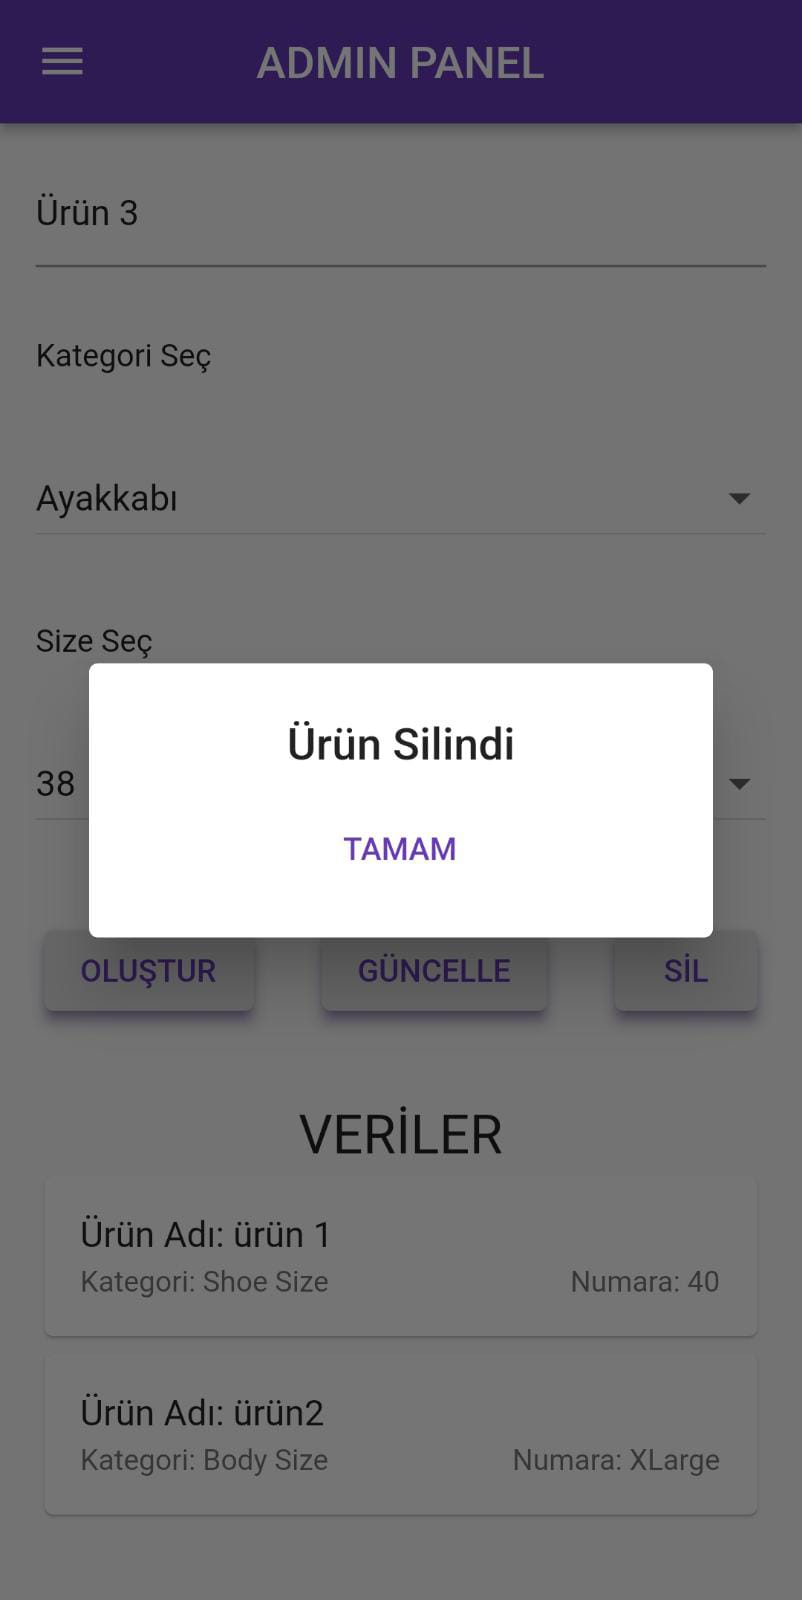 ADMIN PANEL
Ürün 3
Kategori Seç
Ayakkabı
Size Seç
38
Ürün Silindi
TAMAM
OLUŞTUR GÜNCELLE SİL
VERİLER
Ürün Adı: ürün 1
Kategori: Shoe Size Numara: 40
Ürün Adı: ürün2
Kategori: Body Size Numara: XLarge